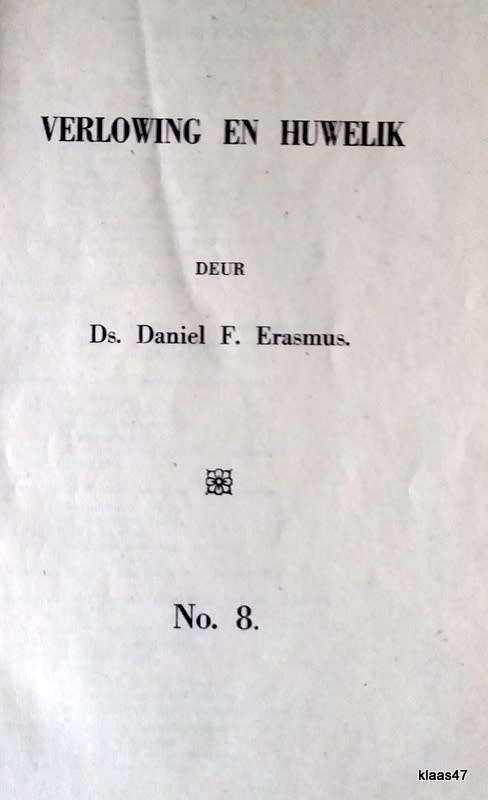 VERLOWING EN HUWELIK
DEUR
Ds. Daniel F. Erasmus.
No. 8.
klaas47